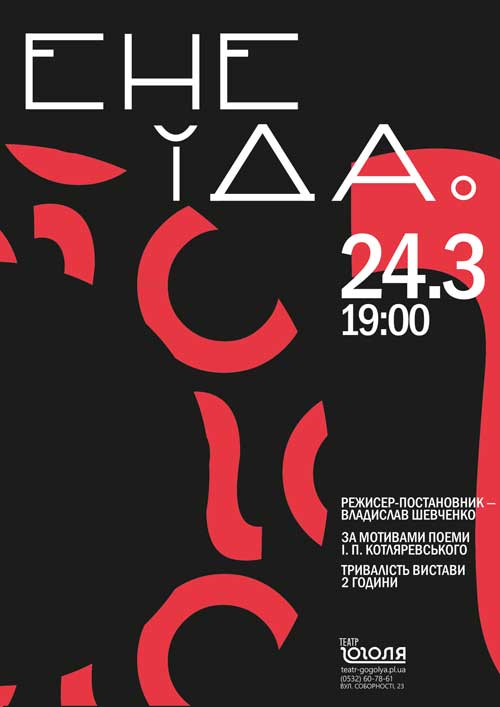 ЕНЕ
ЇДА.
24.3
19:00
РЕЖИСЕР-ПОСТАНОВНИК –
ВЛАДИСЛАВ ШЕВЧЕНКО
ЗА МОТИВАМИ ПОЕМИ
І. П. КОТЛЯРЕВСЬКОГО
ТРИВАЛІСТЬ ВИСТАВИ
2 ГОДИНИ
ТЕАТР
ГОГОЛЯ
teatr-gogolya.pl.ua
(0532) 60-78-61
ВУЛ. СОБОРНОСТІ, 23